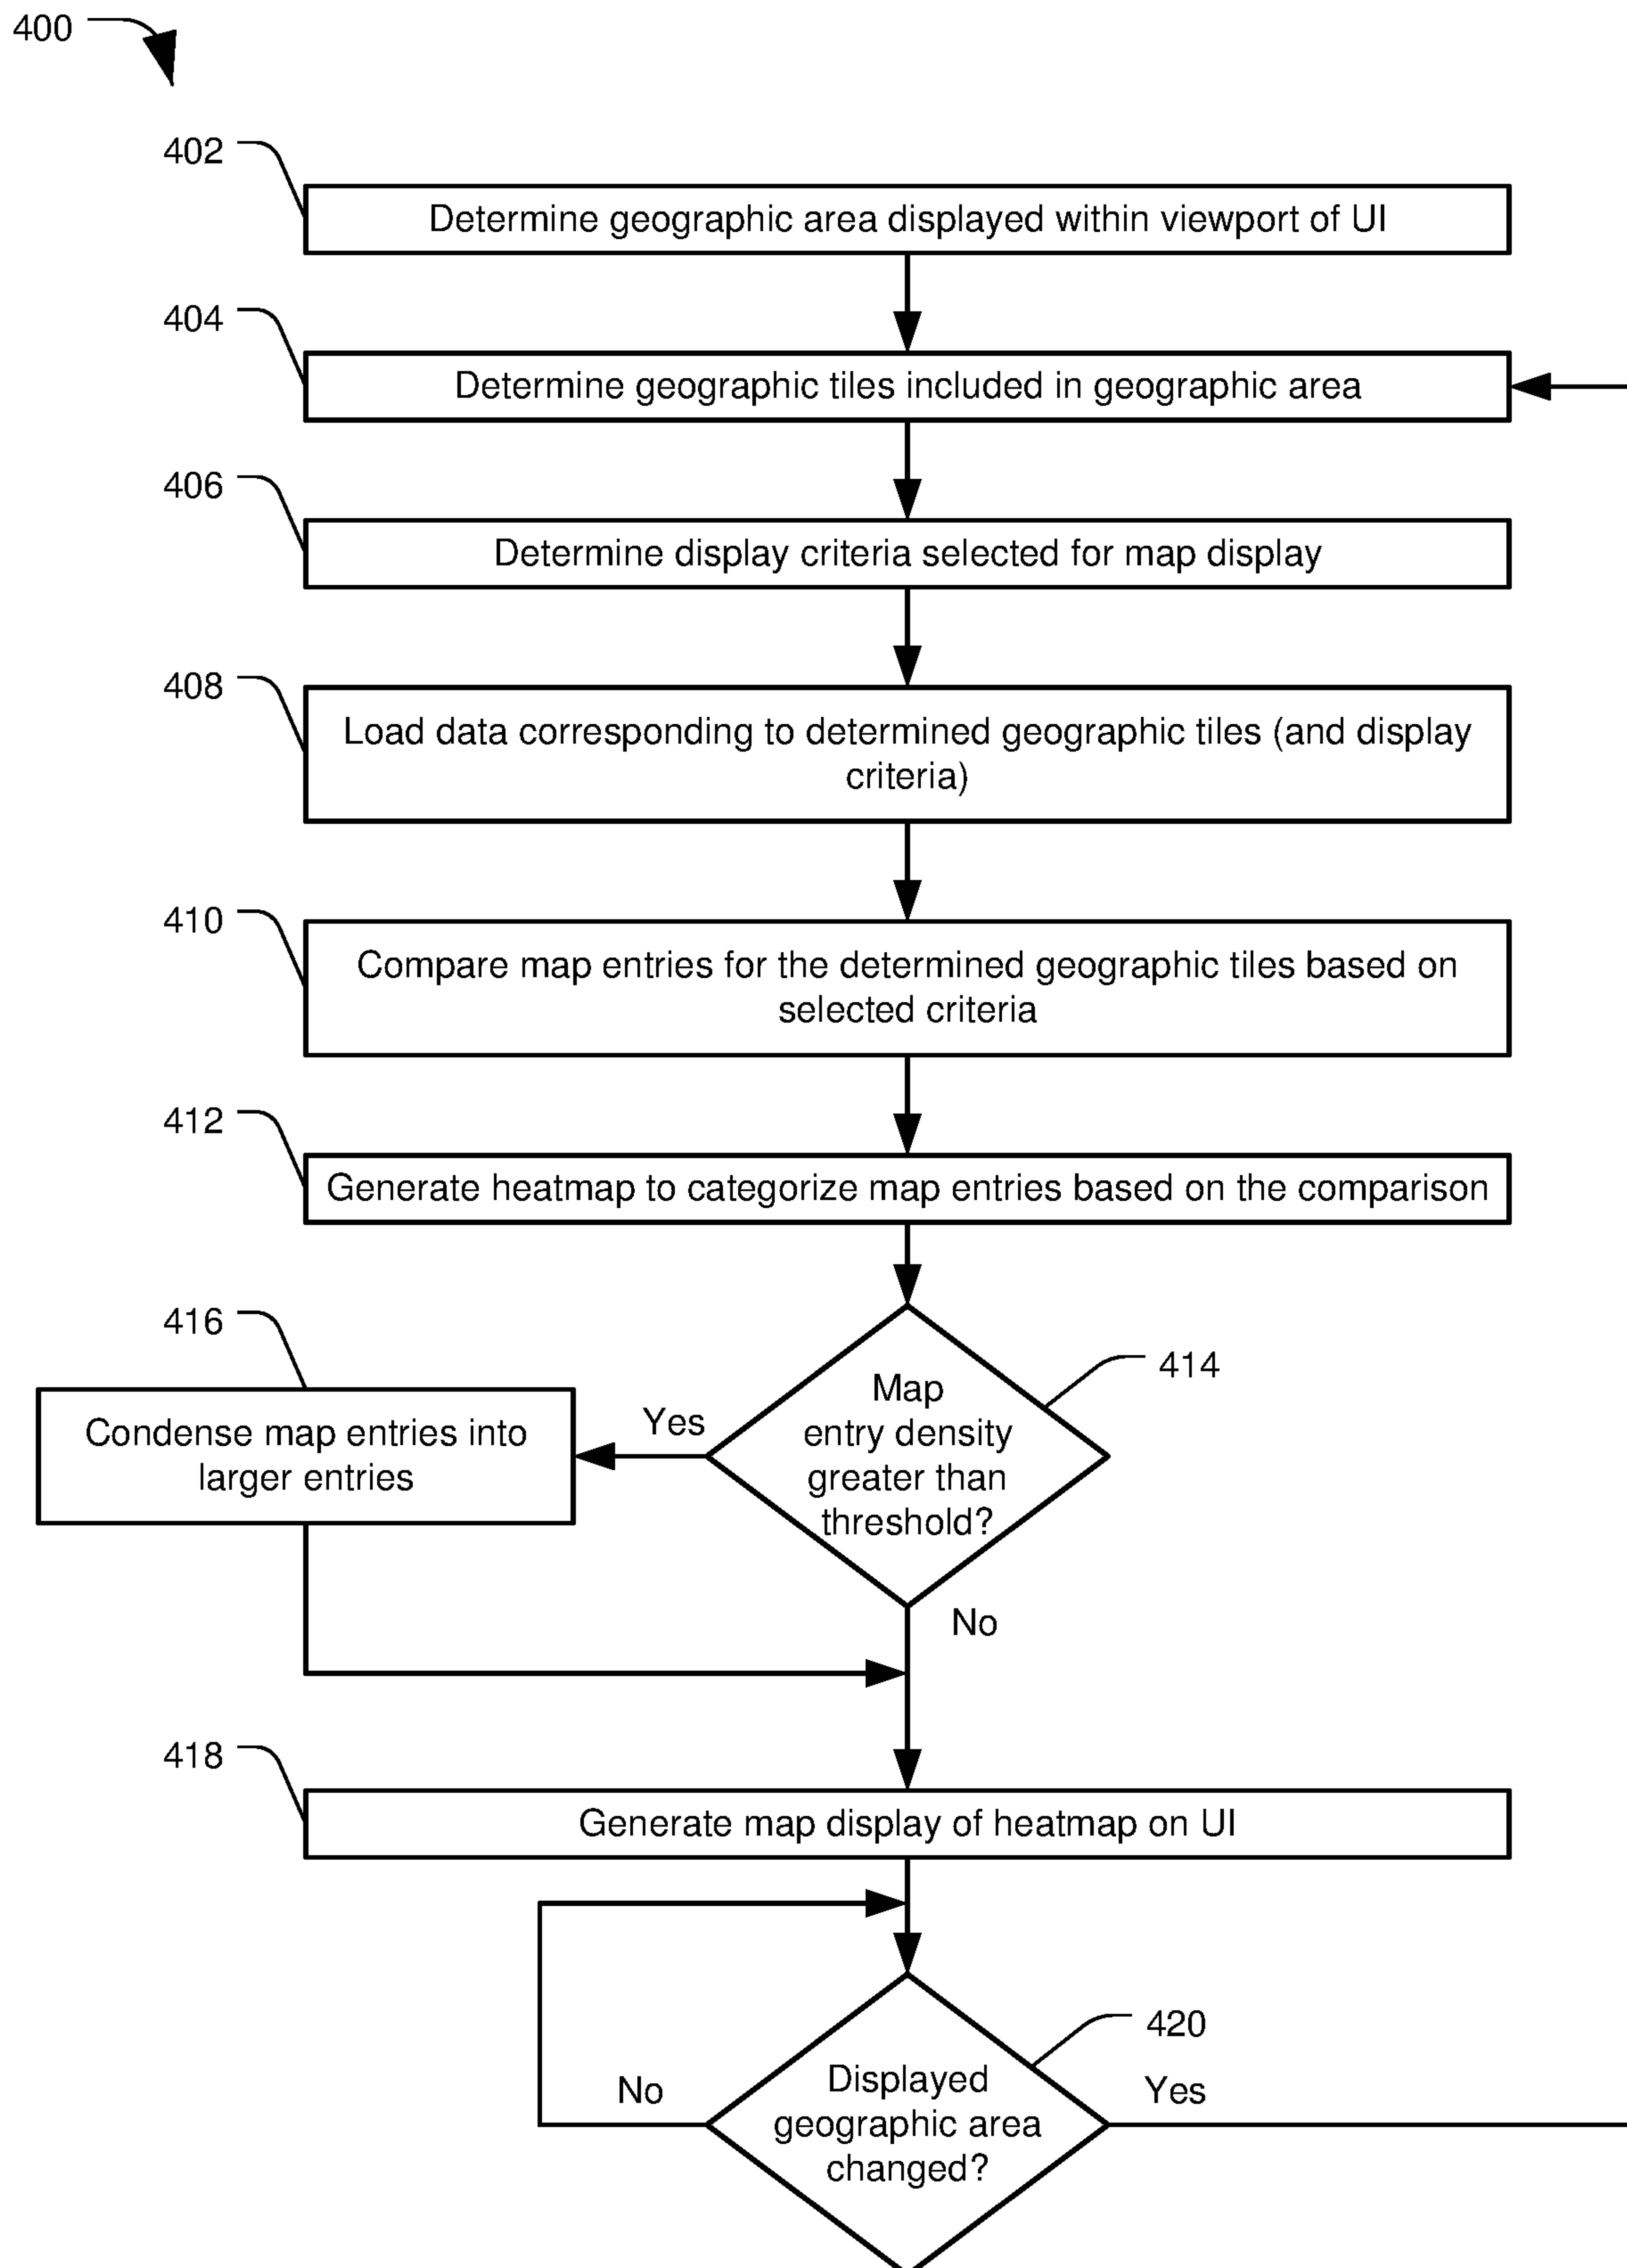 400
402
Determine geographic area displayed within viewport of UI
404
Determine geographic tiles included in geographic area
406
Determine display criteria selected for map display
408
Load data corresponding to determined geographic tiles (and display
criteria)
410
Compare map entries for the determined geographic tiles based on
selected criteria
412
Generate heatmap to categorize map entries based on the comparison
416
414
Condense map entries into
larger entries
Yes
Map
entry density
greater than
threshold?
No
418
Generate map display of heatmap on UI
420
No
Displayed
geographic area
changed?
Yes